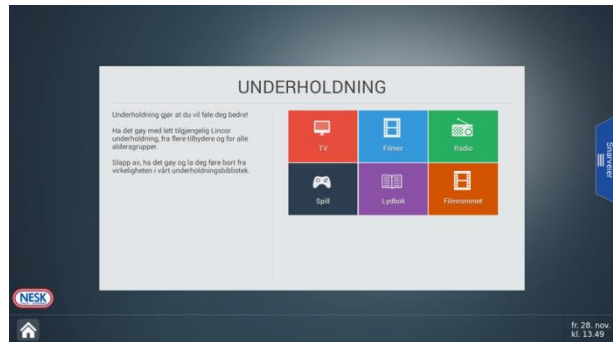 UNDERHOLDNING
Underholdning gjør at du vil føle deg bedre!
Ha det gøy med lett tilgjengelig Lincor
underholdning, fra flere tilbydere og for alle
aldersgrupper.
Slapp av, ha det gøy og la deg føre bort fra
virkeligheten i vårt underholdningsbibliotek.
TV
Filmer
Radio
Spill
Lydbok
Filmrommet
Snarveier
NESK
fr. 28. nov.
kl. 13.49